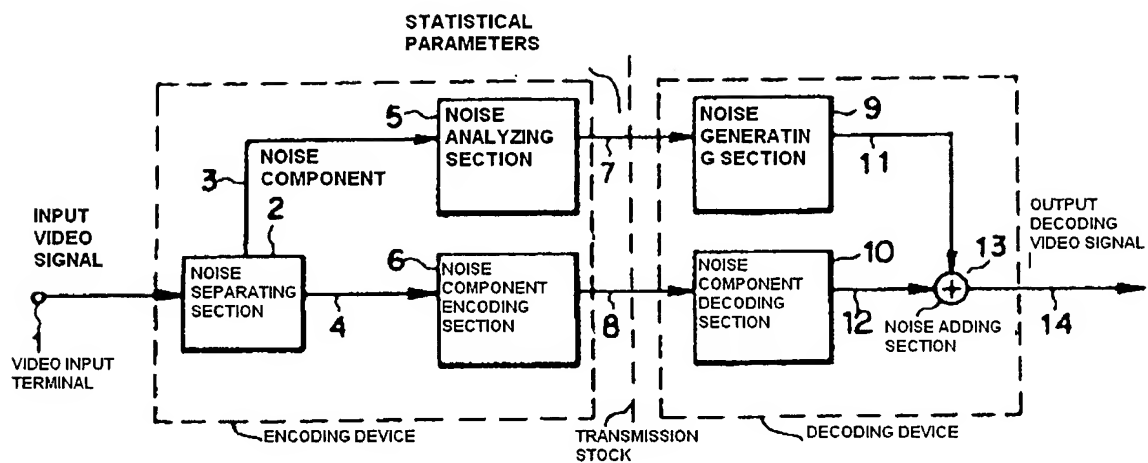 STATISTICAL
PARAMETERS
5
NOISE
ANALYZING
SECTION
7
NOISE
GENERATIN
G SECTION
9
11
3
NOISE
COMPONENT
INPUT
VIDEO
SIGNAL
2
NOISE
SEPARATING
SECTION
4
6
NOISE
COMPONENT
ENCODING
SECTION
8
NOISE
COMPONENT
DECODING
SECTION
10
12
13
NOISE ADDING
SECTION
OUTPUT
DECODING
VIDEO SIGNAL
14
1
VIDEO INPUT
TERMINAL
ENCODING DEVICE
TRANSMISSION
STOCK
DECODING DEVICE